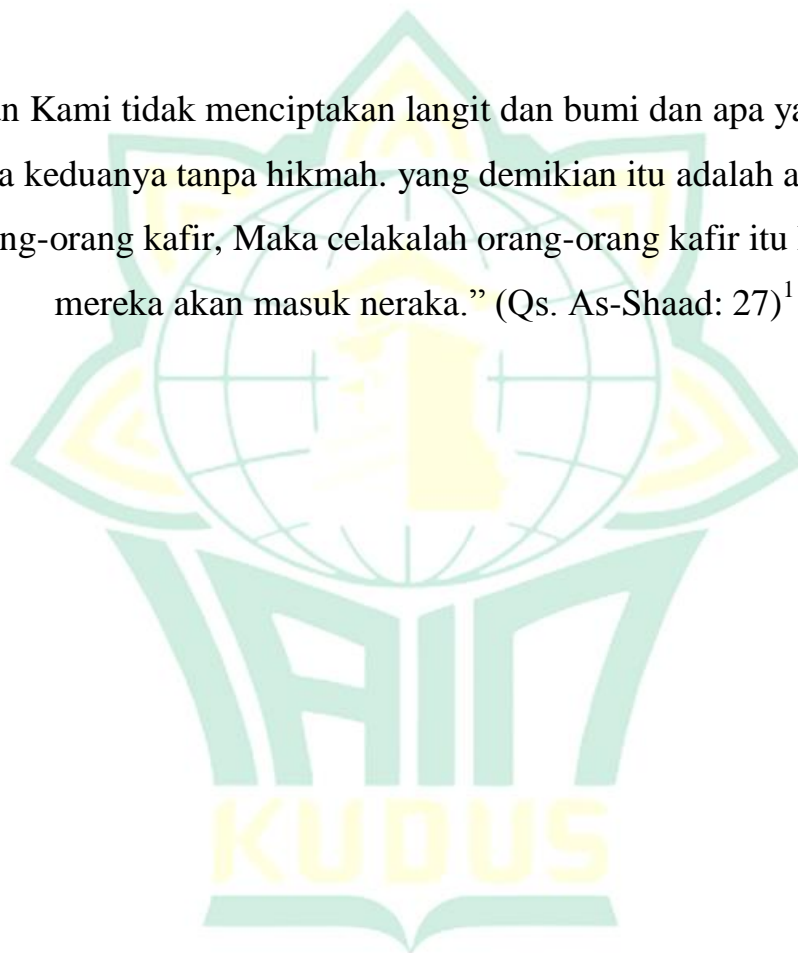 n Kami tidak menciptakan langit dan bumi dan apa ya
a keduanya tanpa hikmah. yang demikian itu adalah a
ng-orang kafir, Maka celakalah orang-orang kafir itu
mereka akan masuk neraka.” (Qs. As-Shaad: 27)¹
IAIN
KUDUS